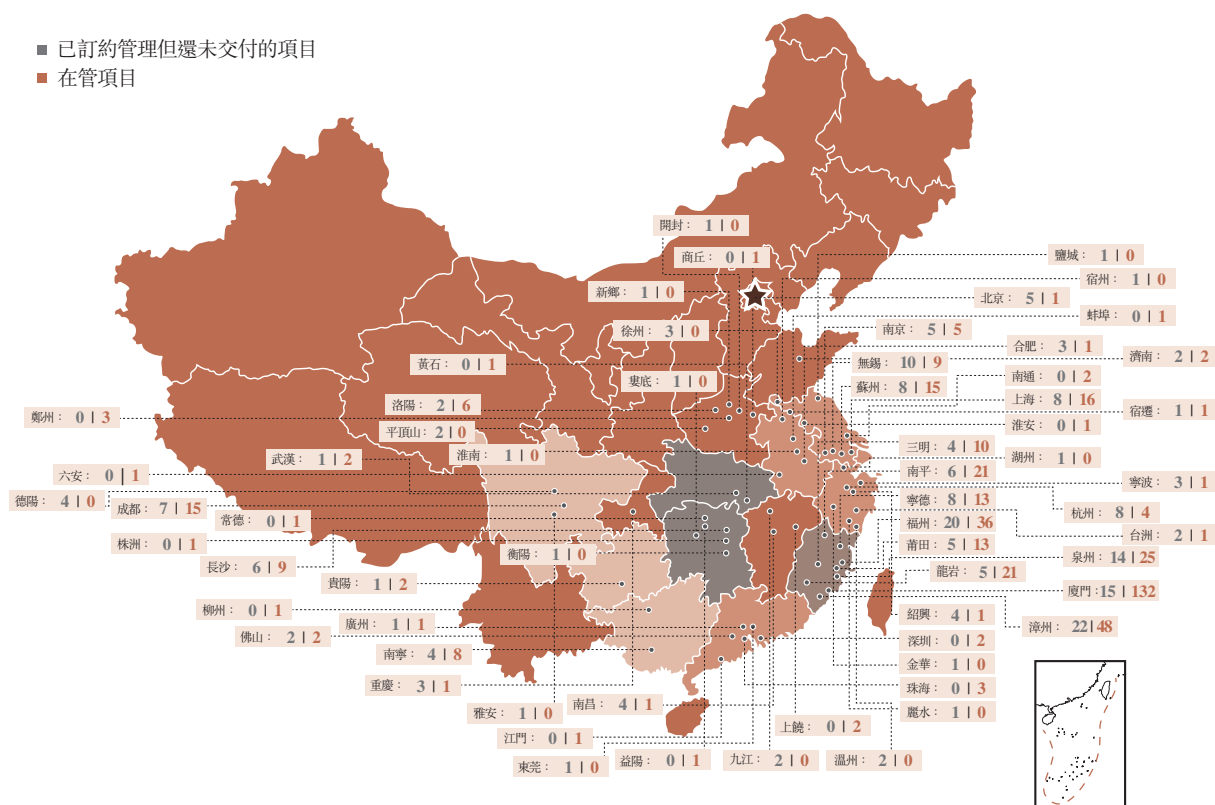 已訂約管理但還未交付的項目
在管項目
開封： 1 | 0
商丘： 0 | 1
鹽城： 1 | 0
宿州： 1 | 0
新鄉： 1 | 0
北京： 5 | 1
蚌埠： 0 | 1
徐州： 3 | 0
南京： 5 | 5
合肥： 3 | 1
濟南： 2 | 2
黃石： 0 | 1
無錫： 10 | 9
婁底： 1 | 0
南通： 0 | 2
蘇州： 8 | 15
洛陽： 2 | 6
上海： 8 | 16
宿遷： 1 | 1
鄭州： 0 | 3
平頂山： 2 | 0
淮安： 0 | 1
淮南： 1 | 0
三明： 4 | 10
武漢： 1 | 2
湖州： 1 | 0
六安： 0 | 1
南平： 6 | 21
寧波： 3 | 1
德陽： 4 | 0
成都： 7 | 15
寧德： 8 | 13
杭州： 8 | 4
常德： 0 | 1
福州： 20 | 36
台洲： 2 | 1
株洲： 0 | 1
莆田： 5 | 13
衡陽： 1 | 0
泉州： 14 | 25
長沙： 6 | 9
龍岩： 5 | 21
貴陽： 1 | 2
廈門：15 | 132
柳州： 0 | 1
紹興： 4 | 1
廣州： 1 | 1
漳州： 22 | 48
佛山： 2 | 2
深圳： 0 | 2
南寧： 4 | 8
金華： 1 | 0
重慶： 3 | 1
珠海： 0 | 3
雅安： 1 | 0
南昌： 4 | 1
麗水： 1 | 0
上饒： 0 | 2
江門： 0 | 1
東莞： 1 | 0
益陽： 0 | 1
九江： 2 | 0
溫州： 2 | 0